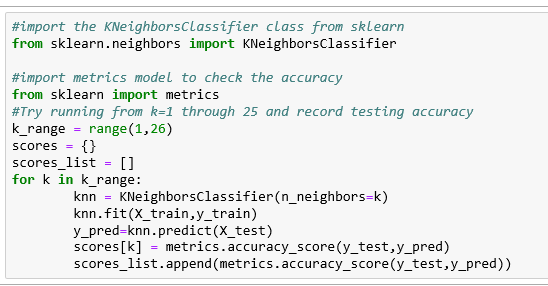 #import the KNeighborsClassifier class from sklearn
from sklearn.neighbors import KNeighborsClassifier

#import metrics model to check the accuracy
from sklearn import metrics
#Try running from k=1 through 25 and record testing accuracy
k_range = range(1,26)
scores = {}
scores_list = []
for k in k_range:
        knn = KNeighborsClassifier(n_neighbors=k)
        knn.fit(X_train,y_train)
        y_pred=knn.predict(X_test)
        scores[k] = metrics.accuracy_score(y_test,y_pred)
        scores_list.append(metrics.accuracy_score(y_test,y_pred))